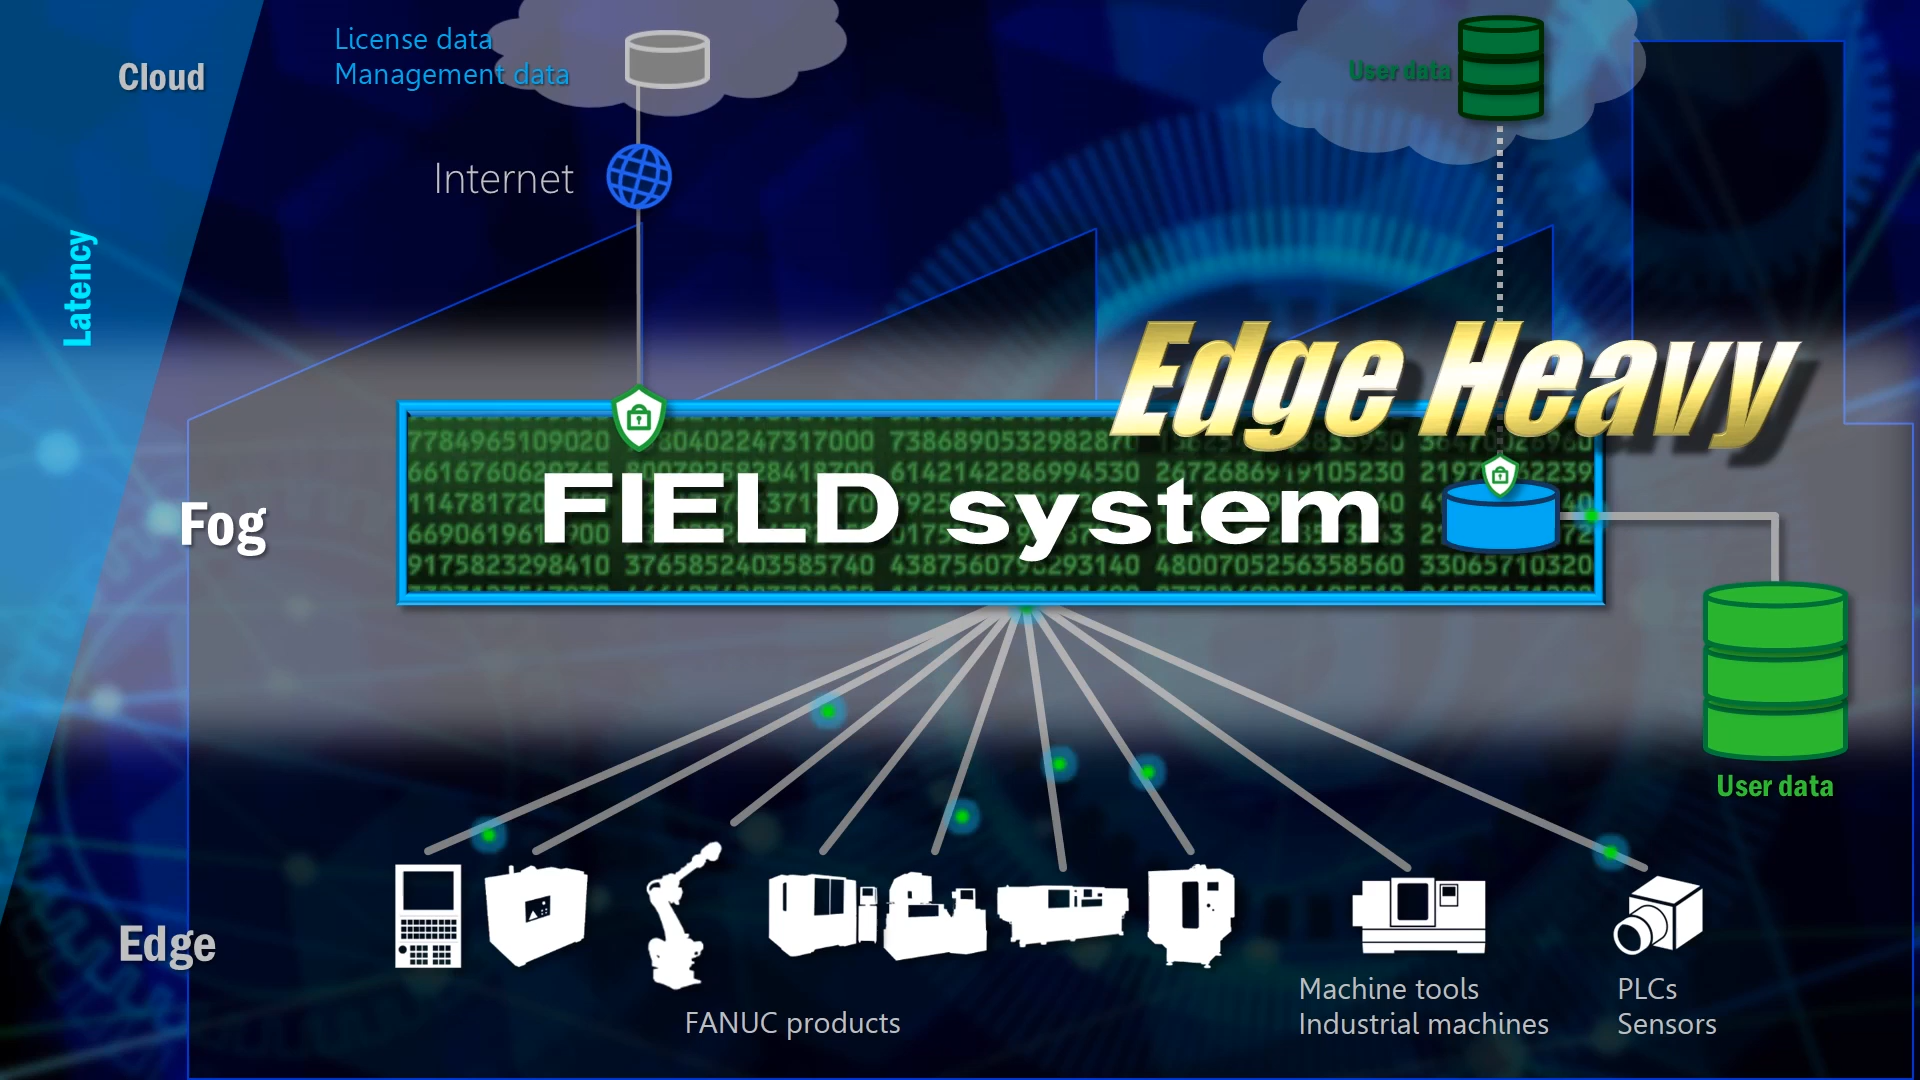 Cloud
License data
Management data
User data
Internet
Latency
Edge Heavy
FIELD system
Fog
User data
Edge
FANUC products
Machine tools
Industrial machines
PLCs
Sensors